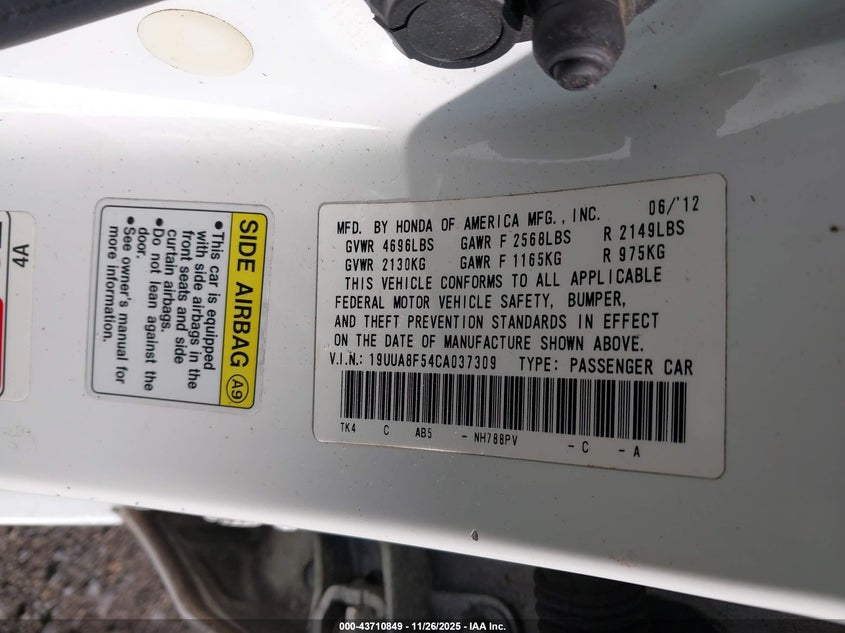 4A
SIDE AIRBAG A9
•This car is equipped
with side airbags in the
front seats and side
curtain airbags.
•Do not lean against the
door.
•See owner's manual for
more information.
MFD. BY HONDA OF AMERICA MFG., INC. 06/'12
GVWR 4696LBS GAWR F 2568LBS R 2149LBS
GVWR 2130KG GAWR F 1165KG R 975KG
THIS VEHICLE CONFORMS TO ALL APPLICABLE
FEDERAL MOTOR VEHICLE SAFETY, BUMPER,
AND THEFT PREVENTION STANDARDS IN EFFECT
ON THE DATE OF MANUFACTURE SHOWN ABOVE.
V.I.N.: 19UUA8F54CA037309 TYPE: PASSENGER CAR
TK4 C AB5 - NH788PV - C - A
000-43710849 - 11/26/2025 - IAA Inc.